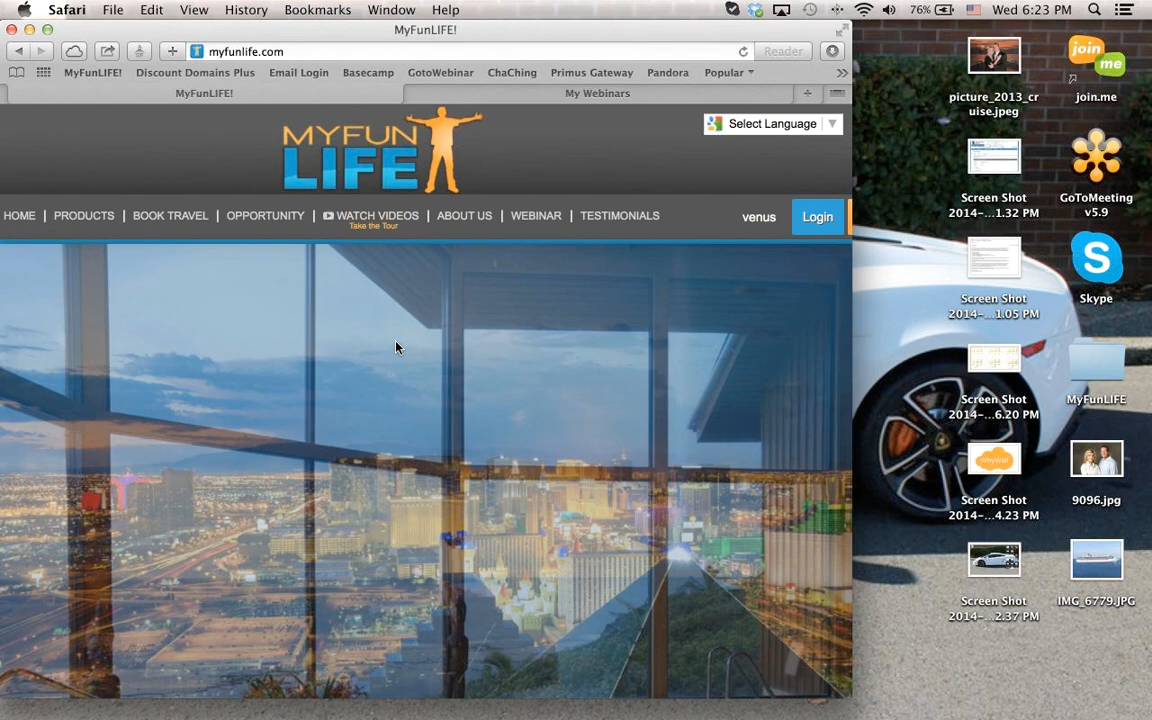 Safari File Edit View History Bookmarks Window Help 76% Wed 6:23 PM
MyFunLIFE!
myfunlife.com Reader
MyFunLIFE! Discount Domains Plus Email Login Basecamp GotoWebinar ChaChing Primus Gateway Pandora Popular
MyFunLIFE! My Webinars
MYFUN
LIFE
Select Language
HOME | PRODUCTS | BOOK TRAVEL | OPPORTUNITY | WATCH VIDEOS | ABOUT US | WEBINAR | TESTIMONIALS
Take the Tour
venus Login
picture_2013_cr
uise.jpeg
join
me
join.me
Screen Shot
2014-...1.32 PM
GoToMeeting
v5.9
Screen Shot
2014-...1.05 PM
Skype
Screen Shot
2014-...6.20 PM
MyFunLIFE
WhyWait
Screen Shot
2014-...4.23 PM
9096.jpg
Screen Shot
2014-...2.37 PM
IMG_6779.JPG